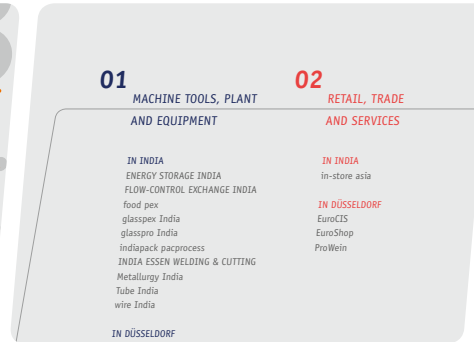 01
MACHINE TOOLS, PLANT
AND EQUIPMENT
IN INDIA
ENERGY STORAGE INDIA
FLOW-CONTROL EXCHANGE INDIA
food pex
glasspex India
glasspro India
indiapack pacprocess
INDIA ESSEN WELDING & CUTTING
Metallurgy India
Tube India
wire India
IN DÜSSELDORF
02
RETAIL, TRADE
AND SERVICES
IN INDIA
in-store asia
IN DÜSSELDORF
EuroCIS
EuroShop
ProWein